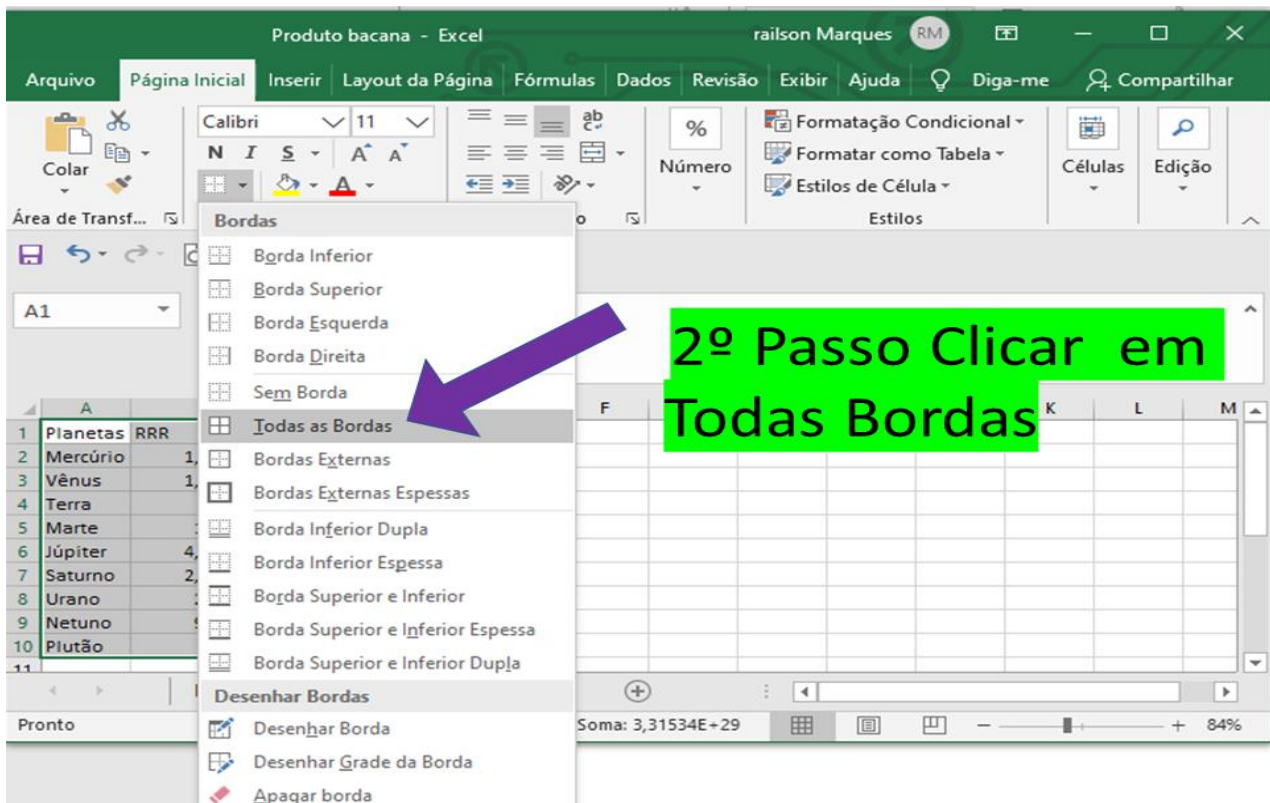 Produto bacana - Excel railson Marques RM
Arquivo Página Inicial Inserir Layout da Página Fórmulas Dados Revisão Exibir Ajuda Diga-me Compartilhar
Calibri 11 ab % Formatação Condicional
N I S A A Número Formatar como Tabela Células Edição
Colar A Estilos de Célula
Área de Transf... o Estilos
A1
Bordas
Borda Inferior
Borda Superior
Borda Esquerda
Borda Direita
Sem Borda
Todas as Bordas
Bordas Externas
Bordas Externas Espessas
Borda Inferior Dupla
Borda Inferior Espessa
Borda Superior e Inferior
Borda Superior e Inferior Espessa
Borda Superior e Inferior Dupla
Desenhar Bordas
Desenhar Borda
Desenhar Grade da Borda
Apagar borda
2º Passo Clicar em
Todas Bordas
A F K L M
1 Planetas RRR
2 Mercúrio 1,
3 Vênus 1,
4 Terra
5 Marte
6 Júpiter 4,
7 Saturno 2,
8 Urano
9 Netuno
10 Plutão
11
Pronto Soma: 3,31534E+29 84%